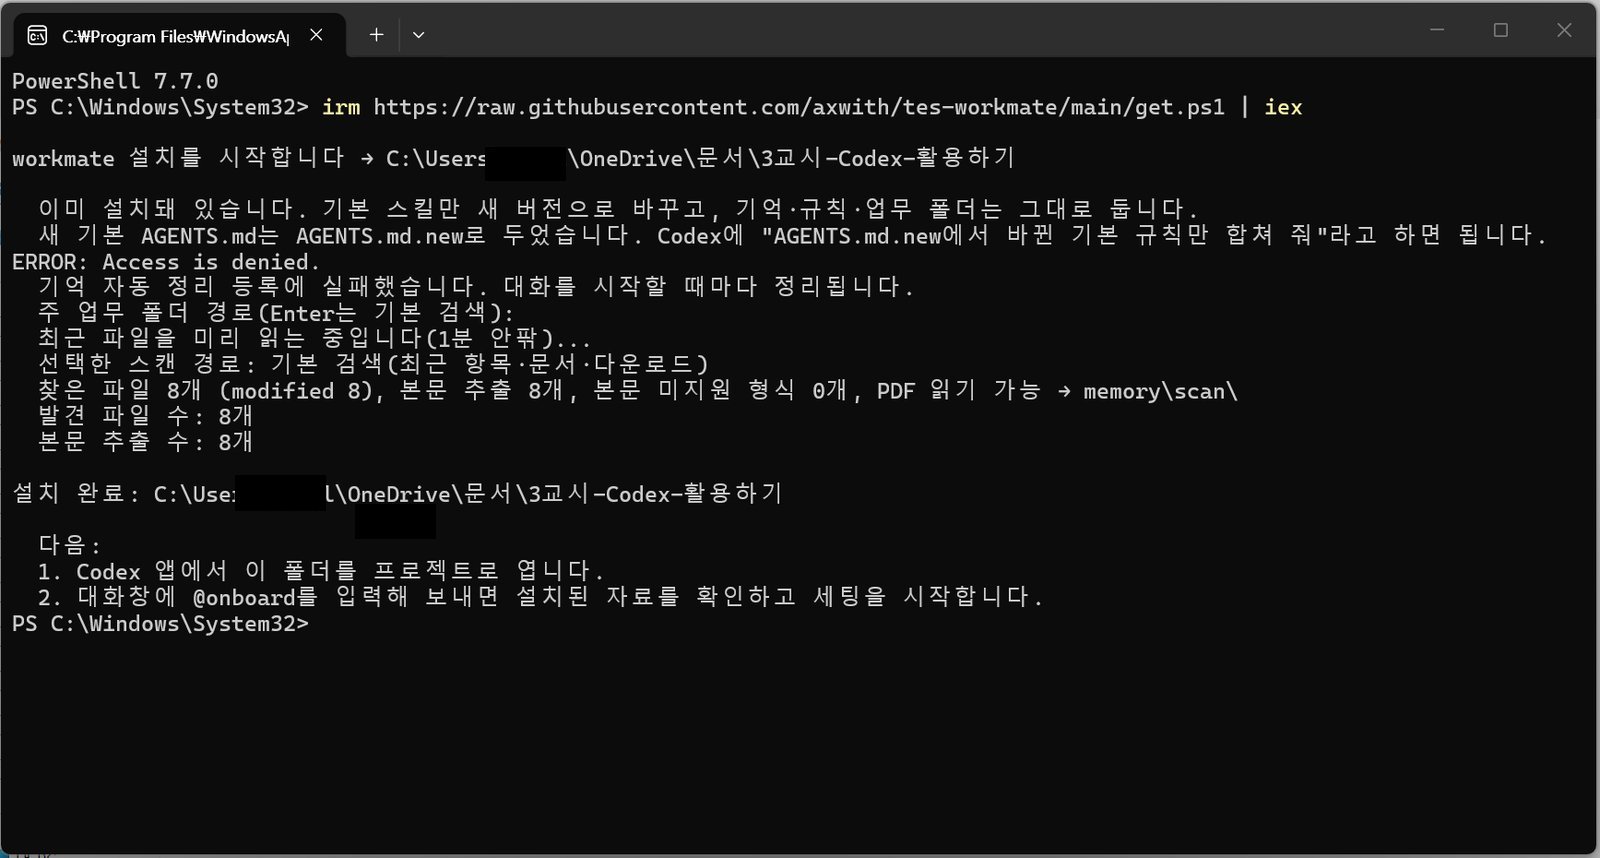 C:₩Program Files₩WindowsAp
PowerShell 7.7.0
PS C:\Windows\System32> irm https://raw.githubusercontent.com/axwith/tes-workmate/main/get.ps1 | iex
workmate 설치를 시작합니다 → C:\Users\OneDrive\문서\3교시-Codex-활용하기
이미 설치돼 있습니다. 기본 스킬만 새 버전으로 바꾸고, 기억·규칙·업무 폴더는 그대로 둡니다.
새 기본 AGENTS.md는 AGENTS.md.new로 두었습니다. Codex에 "AGENTS.md.new에서 바뀐 기본 규칙만 합쳐 줘"라고 하면 됩니다.
ERROR: Access is denied.
기억 자동 정리 등록에 실패했습니다. 대화를 시작할 때마다 정리됩니다.
주 업무 폴더 경로(Enter는 기본 검색):
최근 파일을 미리 읽는 중입니다(1분 안팎)...
선택한 스캔 경로: 기본 검색(최근 항목·문서·다운로드)
찾은 파일 8개 (modified 8), 본문 추출 8개, 본문 미지원 형식 0개, PDF 읽기 가능 → memory\scan\
발견 파일 수: 8개
본문 추출 수: 8개
설치 완료: C:\Use l\OneDrive\문서\3교시-Codex-활용하기
다음:
1. Codex 앱에서 이 폴더를 프로젝트로 엽니다.
2. 대화창에 @onboard를 입력해 보내면 설치된 자료를 확인하고 세팅을 시작합니다.
PS C:\Windows\System32>